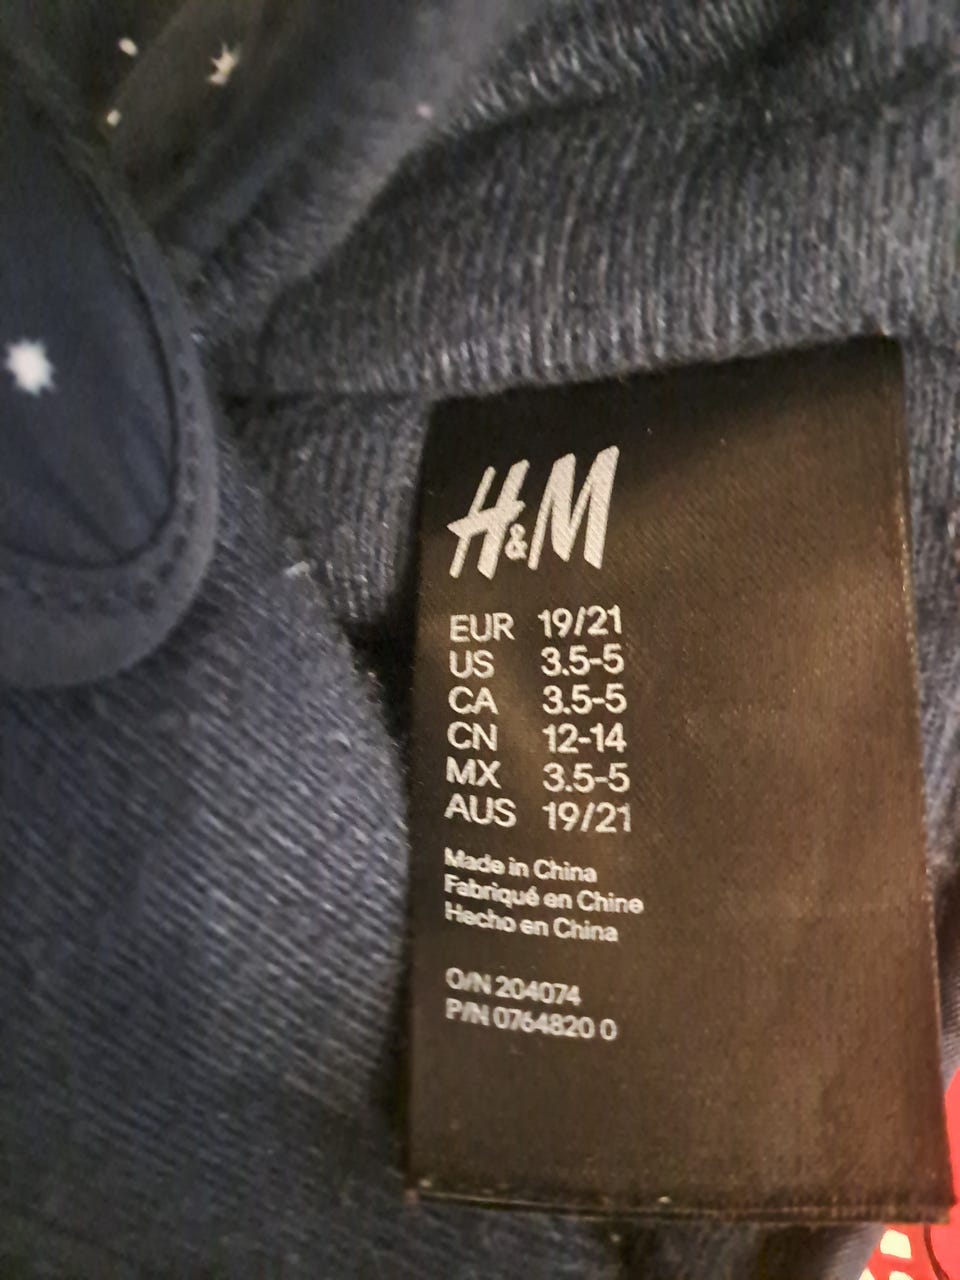 H&M
EUR 19/21
US 3.5-5
CA 3.5-5
CN 12-14
MX 3.5-5
AUS 19/21
Made in China
Fabriqué en Chine
Hecho en China
O/N 204074
P/N 0764820 0